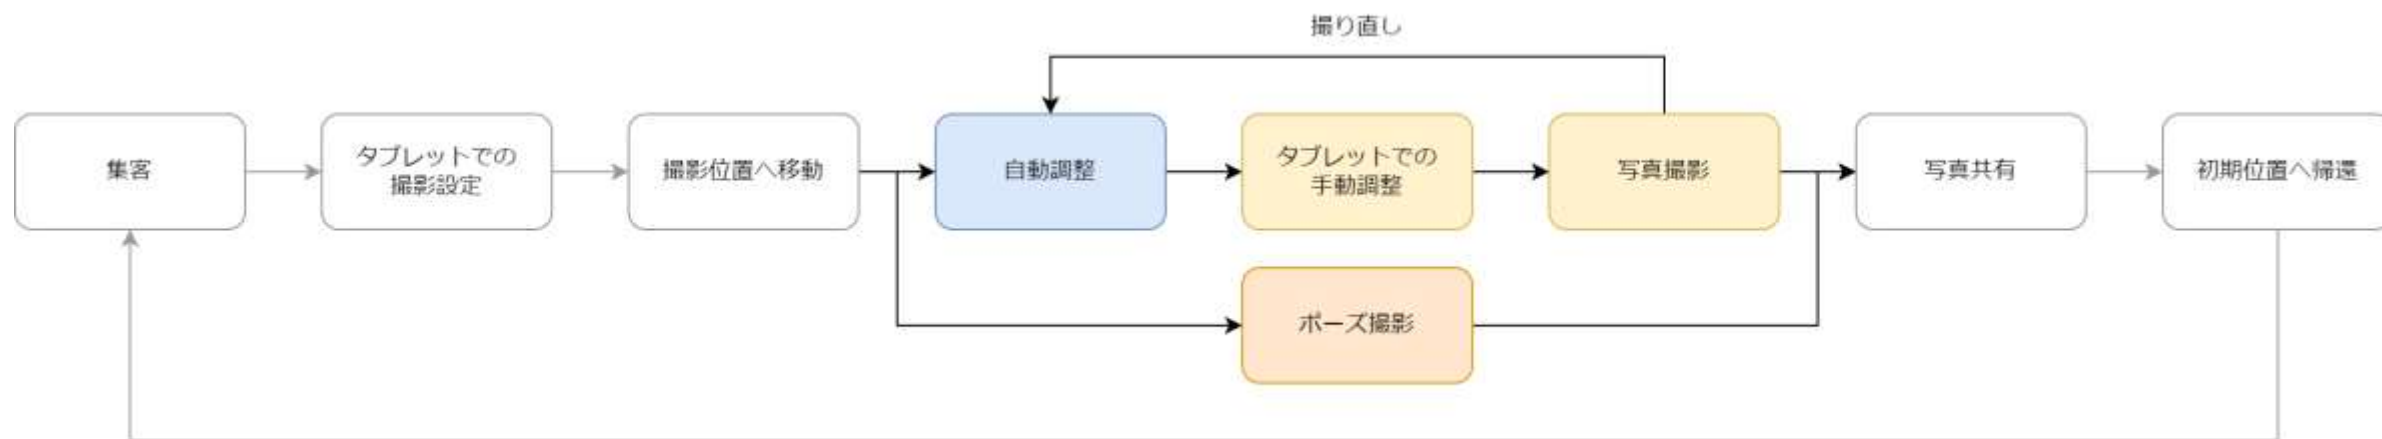 撮り直し
集客
タブレットでの
撮影設定
撮影位置へ移動
自動調整
タブレットでの
手動調整
写真撮影
写真共有
初期位置へ帰還
ポーズ撮影